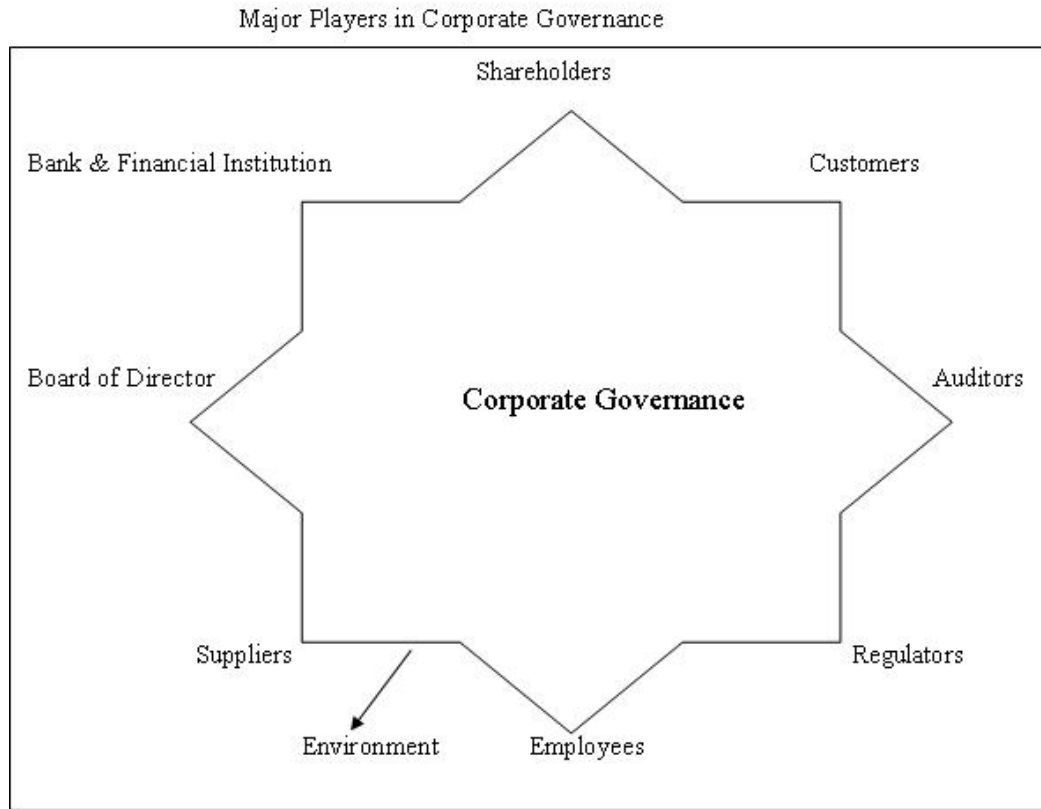 Major Players in Corporate Governance
Shareholders
Bank & Financial Institution
Customers
Board of Director
Auditors
Corporate Governance
Suppliers
Regulators
Environment
Employees